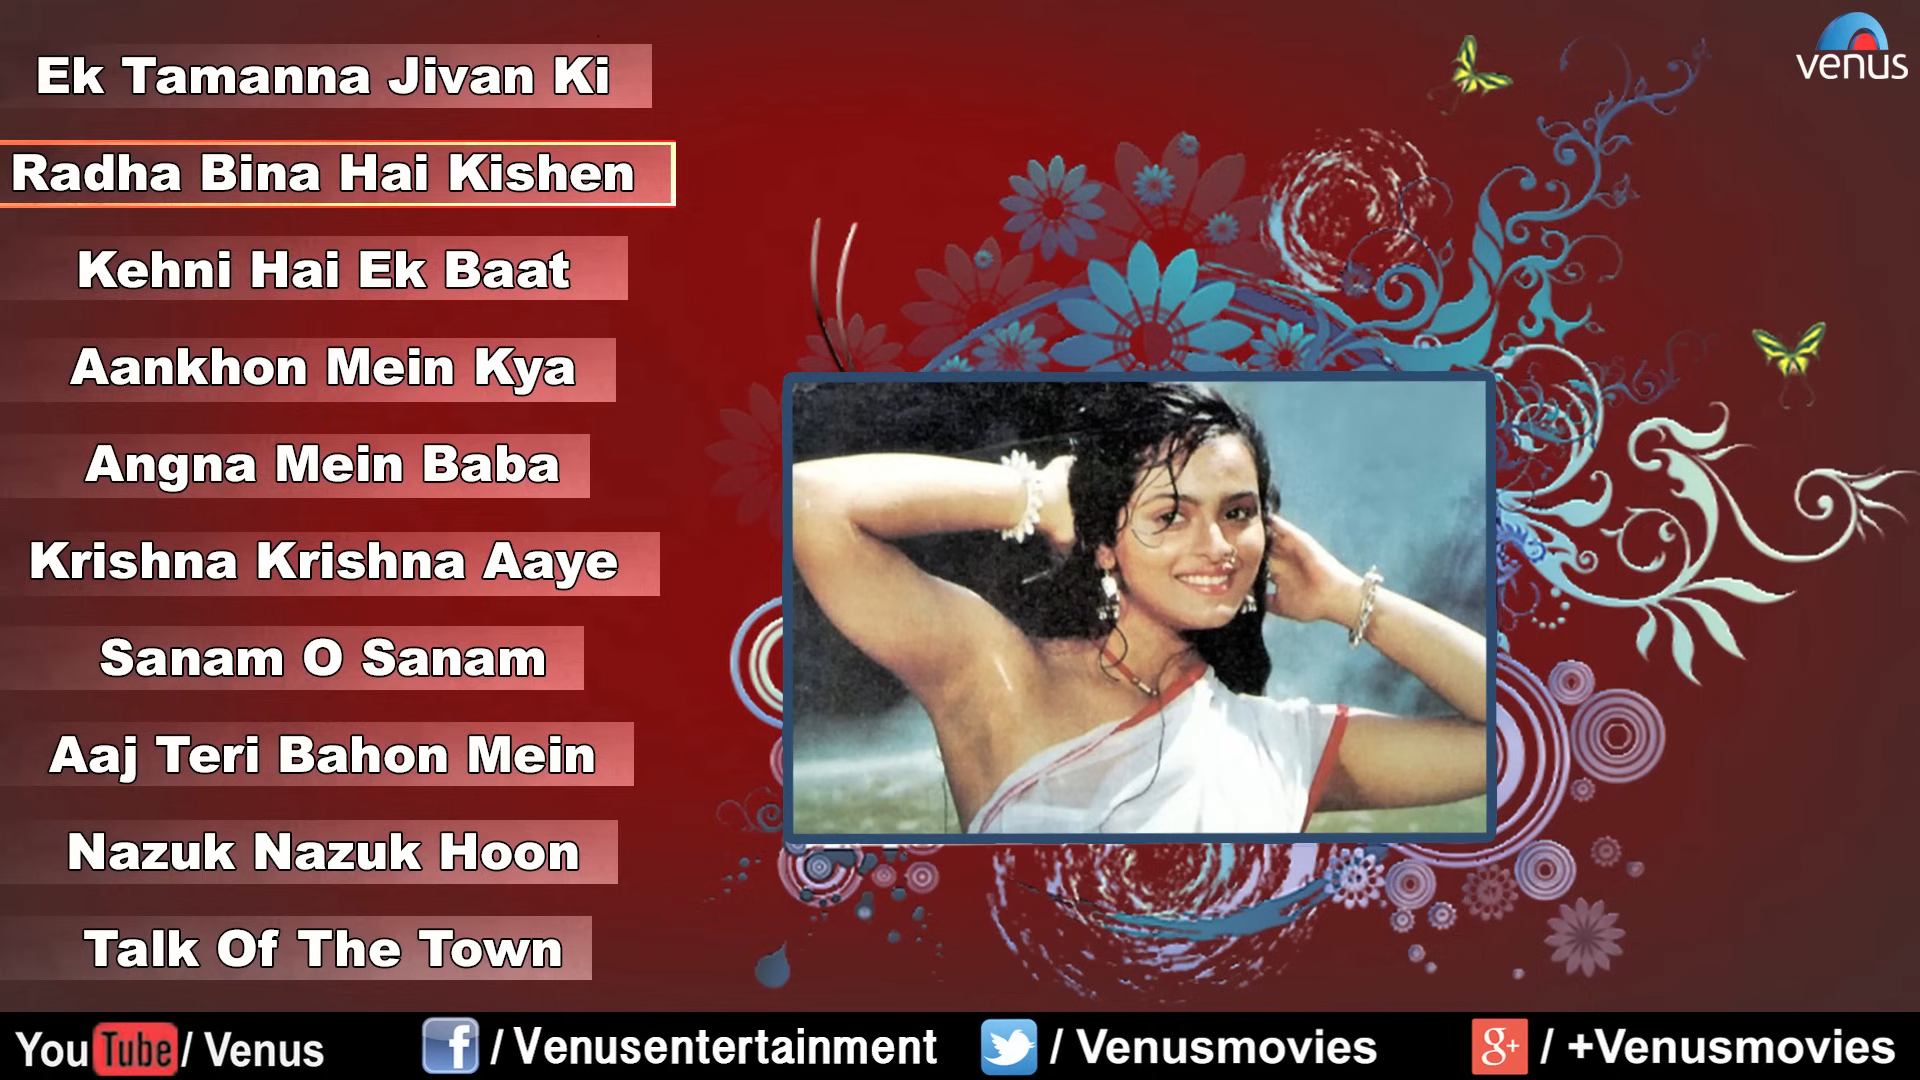 Ek Tamanna Jivan Ki
Radha Bina Hai Kishen
Kehni Hai Ek Baat
Aankhon Mein Kya
Angna Mein Baba
Krishna Krishna Aaye
Sanam O Sanam
Aaj Teri Bahon Mein
Nazuk Nazuk Hoon
Talk Of The Town
venus
YouTube / Venus
f / Venusentertainment
/ Venusmovies
g+ / +Venusmovies